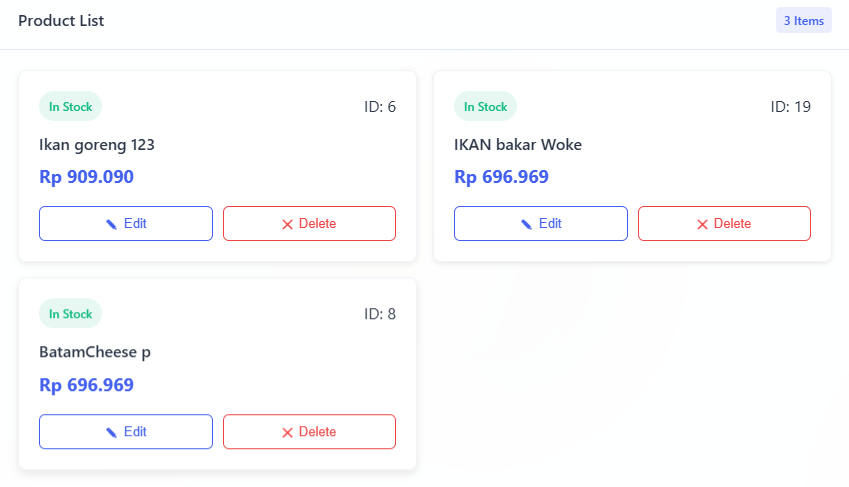 Product List
3 Items
In Stock
ID: 6
Ikan goreng 123
Rp 909.090
Edit
Delete
In Stock
ID: 19
IKAN bakar Woke
Rp 696.969
Edit
Delete
In Stock
ID: 8
BatamCheese p
Rp 696.969
Edit
Delete